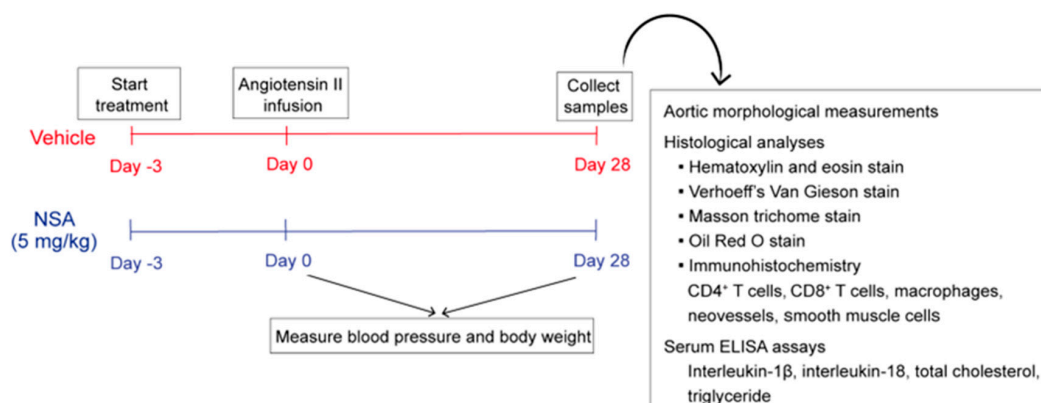 Start
treatment
Angiotensin II
infusion
Collect
samples
Vehicle
Day -3
Day 0
Day 28
NSA
(5 mg/kg)
Day -3
Day 0
Day 28
Measure blood pressure and body weight
Aortic morphological measurements
Histological analyses
▪ Hematoxylin and eosin stain
▪ Verhoeff's Van Gieson stain
▪ Masson trichome stain
▪ Oil Red O stain
▪ Immunohistochemistry
CD4⁺ T cells, CD8⁺ T cells, macrophages,
neovessels, smooth muscle cells
Serum ELISA assays
Interleukin-1β, interleukin-18, total cholesterol,
triglyceride